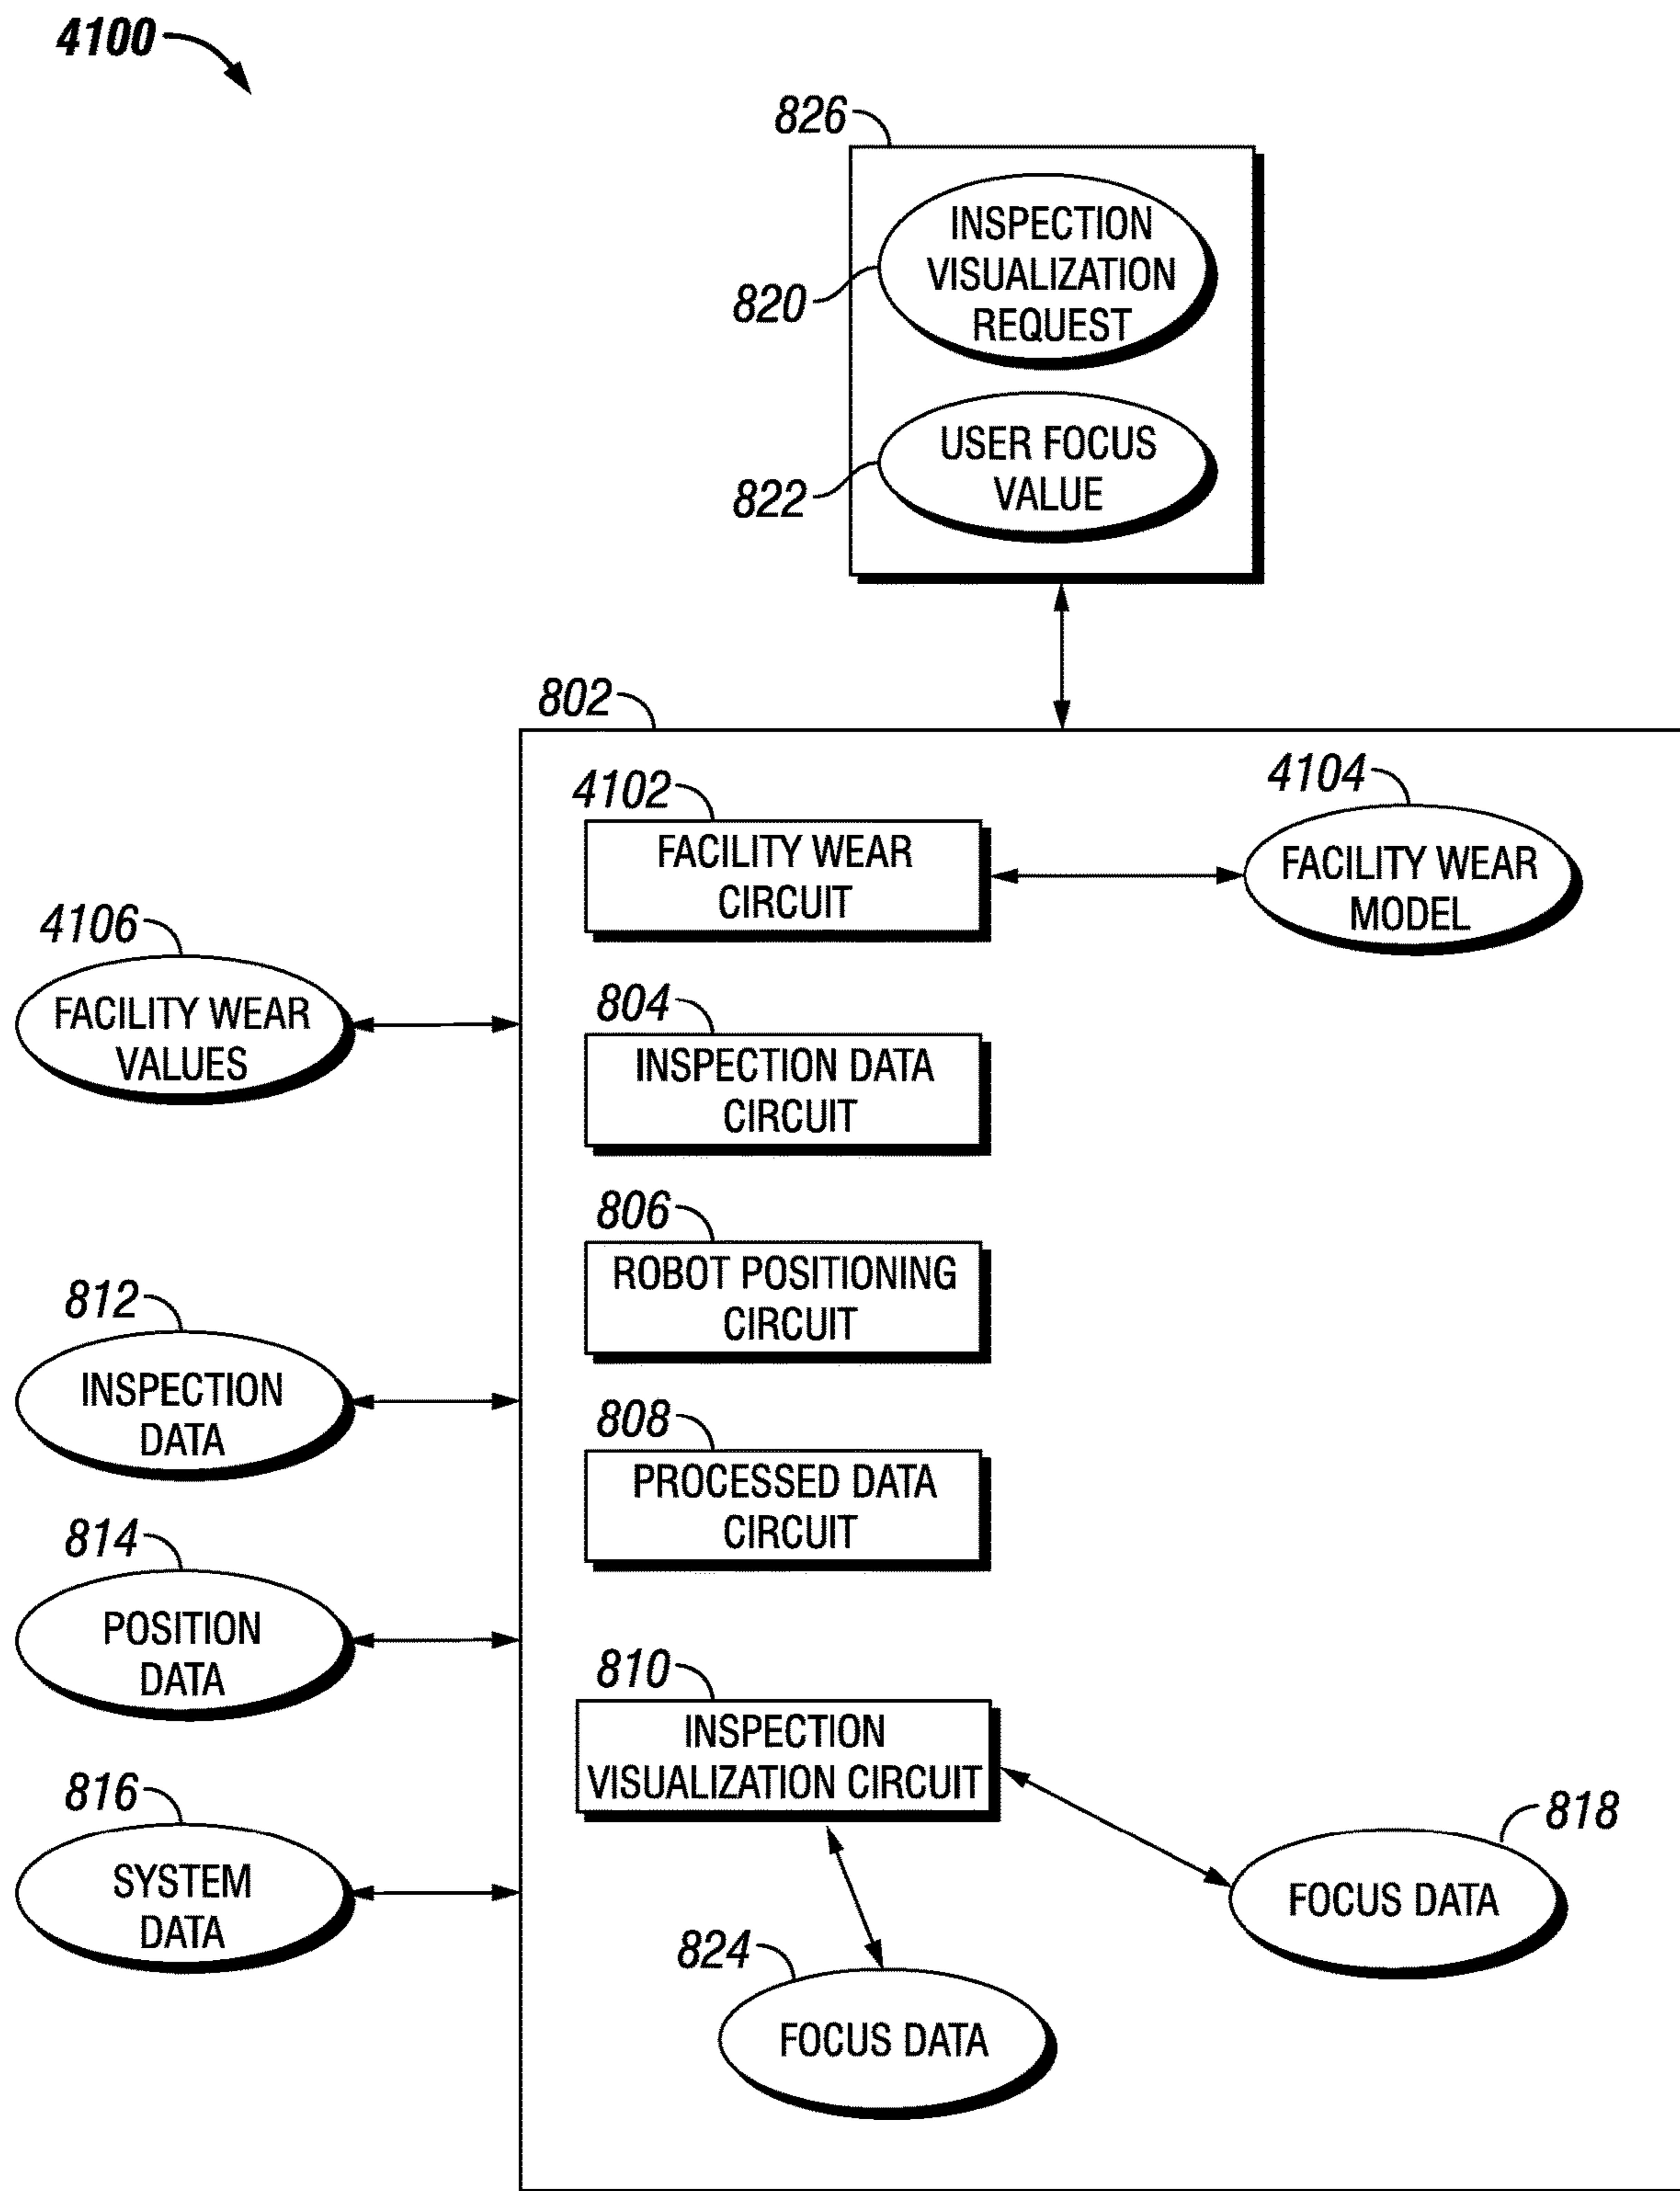 4100
826
INSPECTION
VISUALIZATION
REQUEST
820
USER FOCUS
VALUE
822
802
4102
FACILITY WEAR
CIRCUIT
4104
FACILITY WEAR
MODEL
4106
FACILITY WEAR
VALUES
804
INSPECTION DATA
CIRCUIT
806
ROBOT POSITIONING
CIRCUIT
812
INSPECTION
DATA
808
PROCESSED DATA
CIRCUIT
814
POSITION
DATA
810
INSPECTION
VISUALIZATION CIRCUIT
816
SYSTEM
DATA
818
FOCUS DATA
824
FOCUS DATA